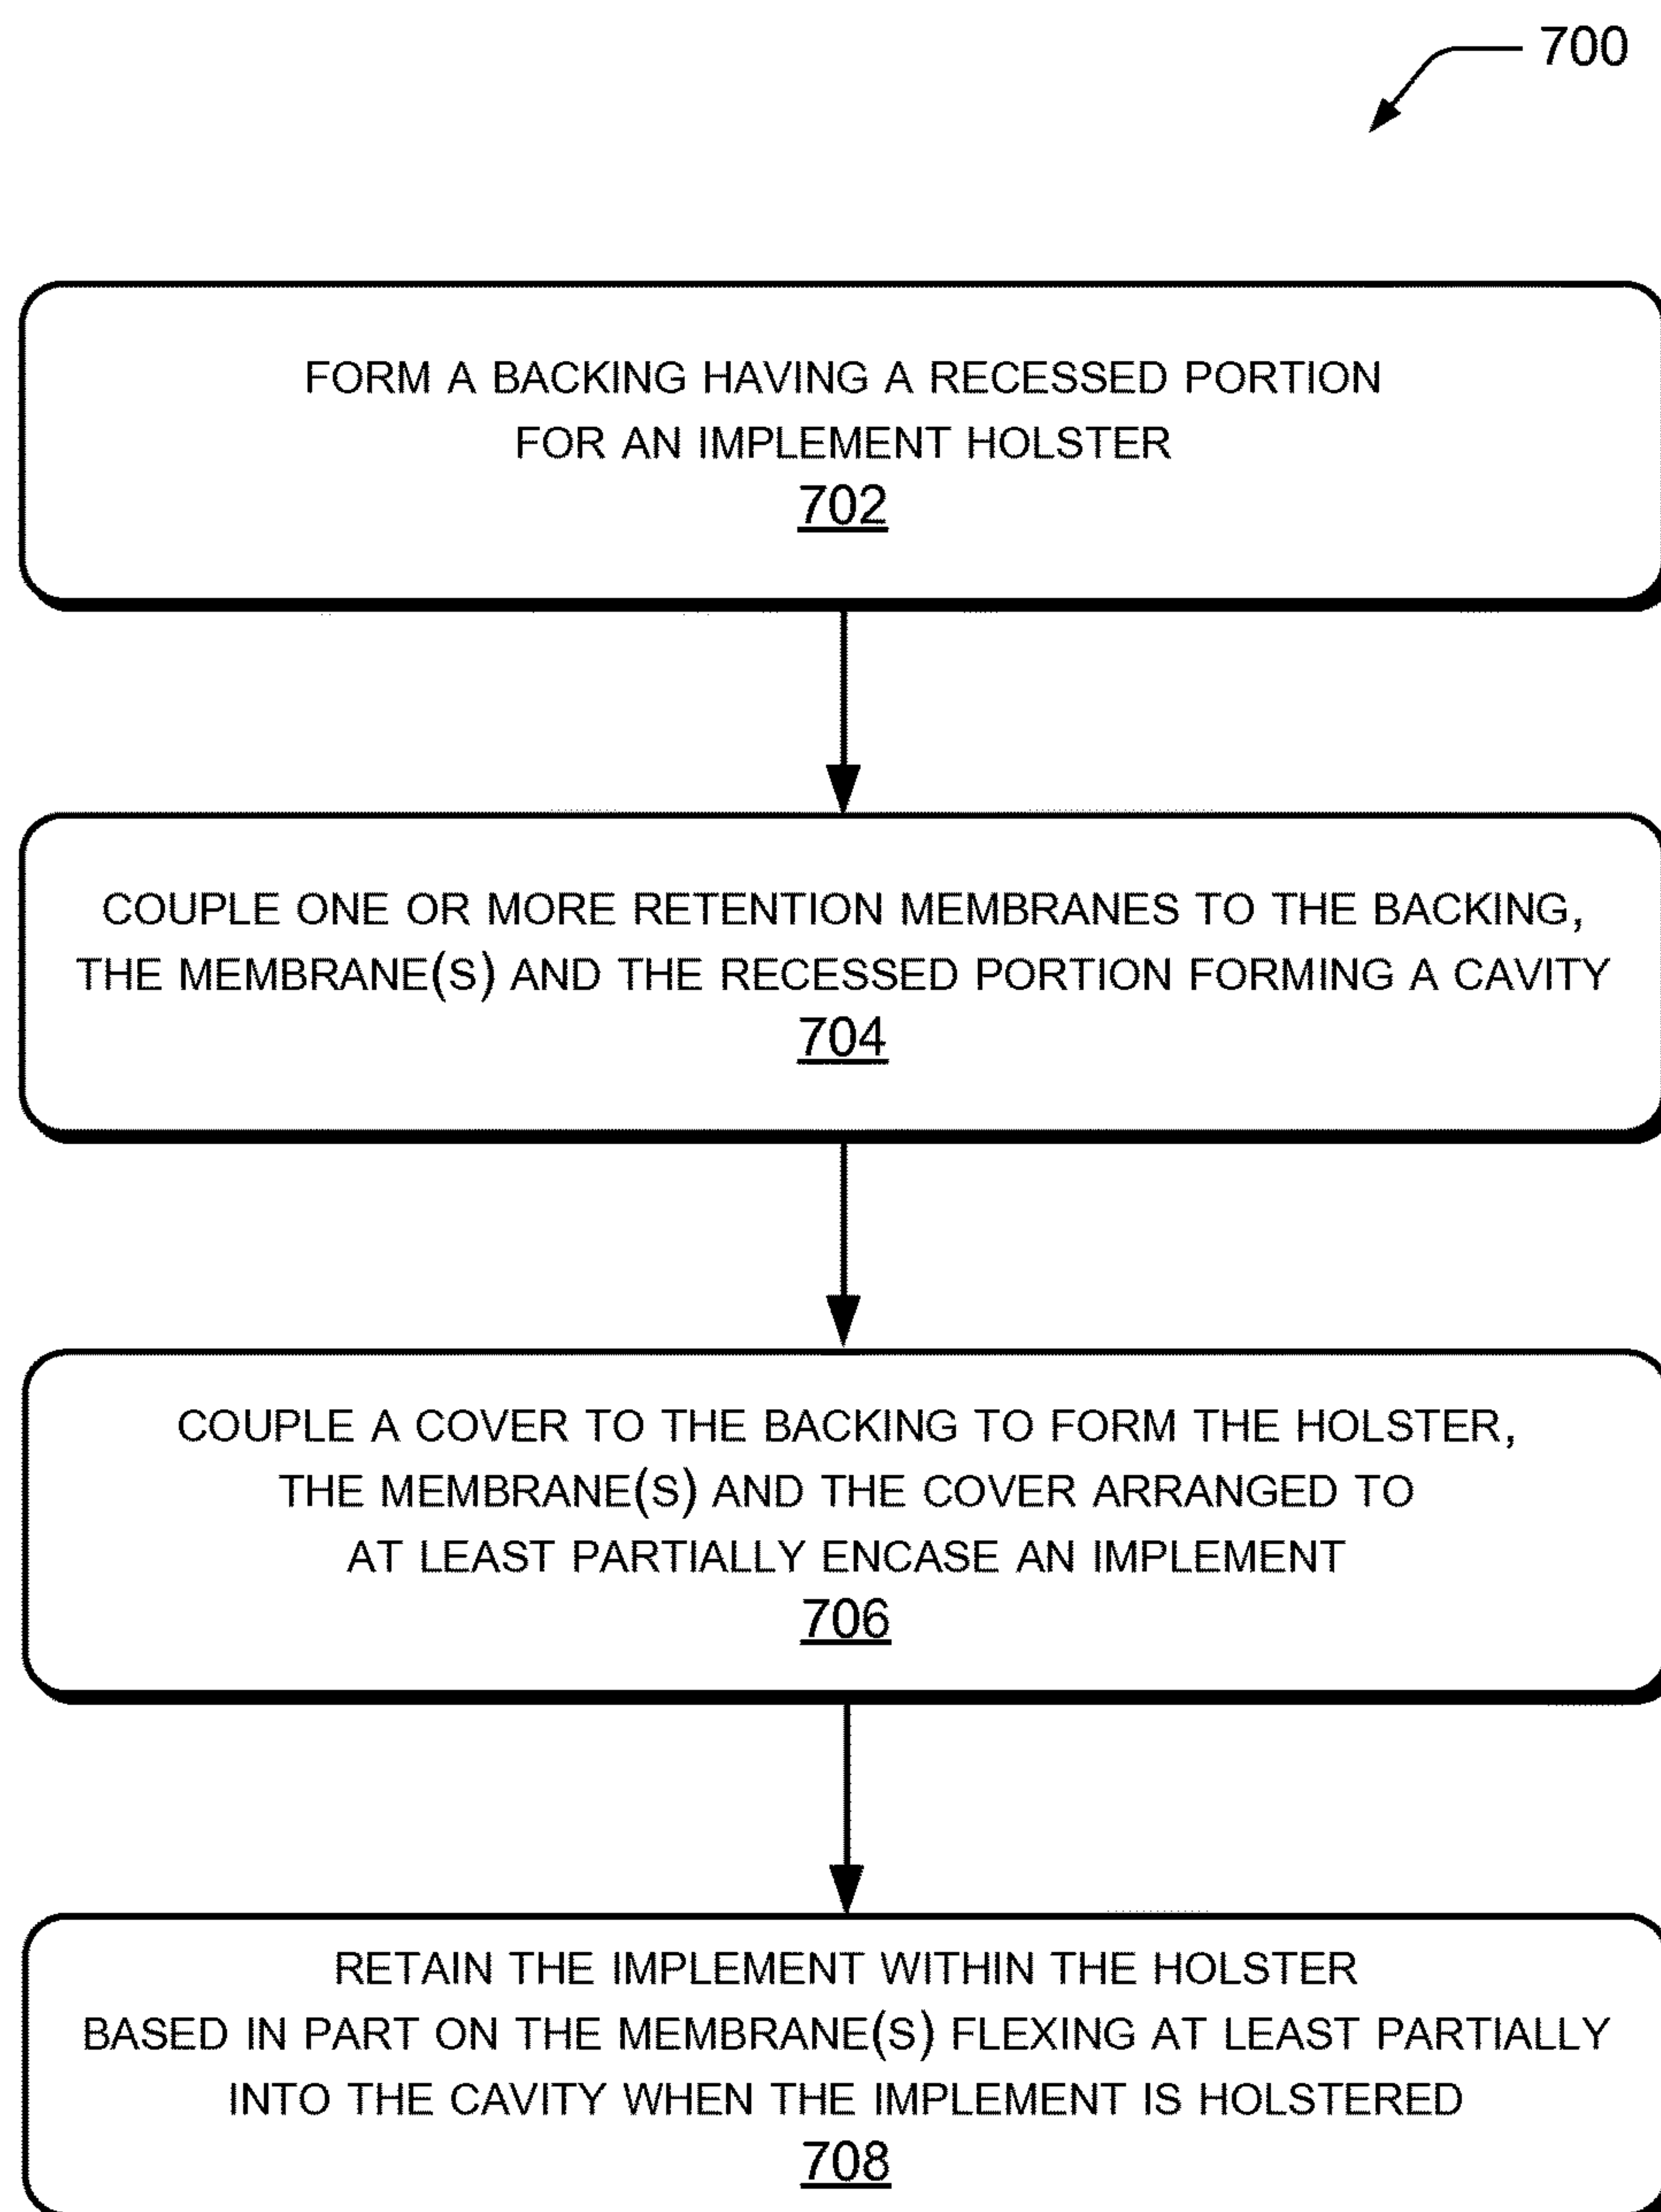 700
FORM A BACKING HAVING A RECESSED PORTION
FOR AN IMPLEMENT HOLSTER
702
COUPLE ONE OR MORE RETENTION MEMBRANES TO THE BACKING,
THE MEMBRANE(S) AND THE RECESSED PORTION FORMING A CAVITY
704
COUPLE A COVER TO THE BACKING TO FORM THE HOLSTER,
THE MEMBRANE(S) AND THE COVER ARRANGED TO
AT LEAST PARTIALLY ENCASE AN IMPLEMENT
706
RETAIN THE IMPLEMENT WITHIN THE HOLSTER
BASED IN PART ON THE MEMBRANE(S) FLEXING AT LEAST PARTIALLY
INTO THE CAVITY WHEN THE IMPLEMENT IS HOLSTERED
708